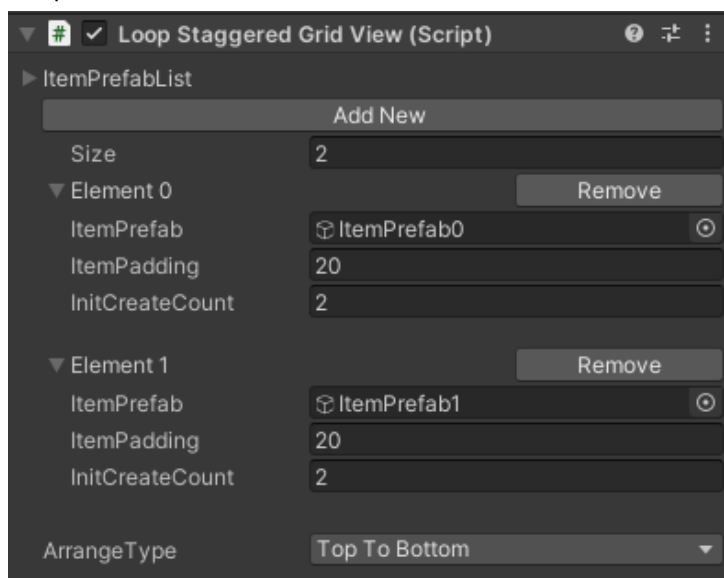 # Loop Staggered Grid View (Script)
ItemPrefabList
Add New
Size 2
Element 0 Remove
ItemPrefab ItemPrefab0
ItemPadding 20
InitCreateCount 2
Element 1 Remove
ItemPrefab ItemPrefab1
ItemPadding 20
InitCreateCount 2
ArrangeType Top To Bottom